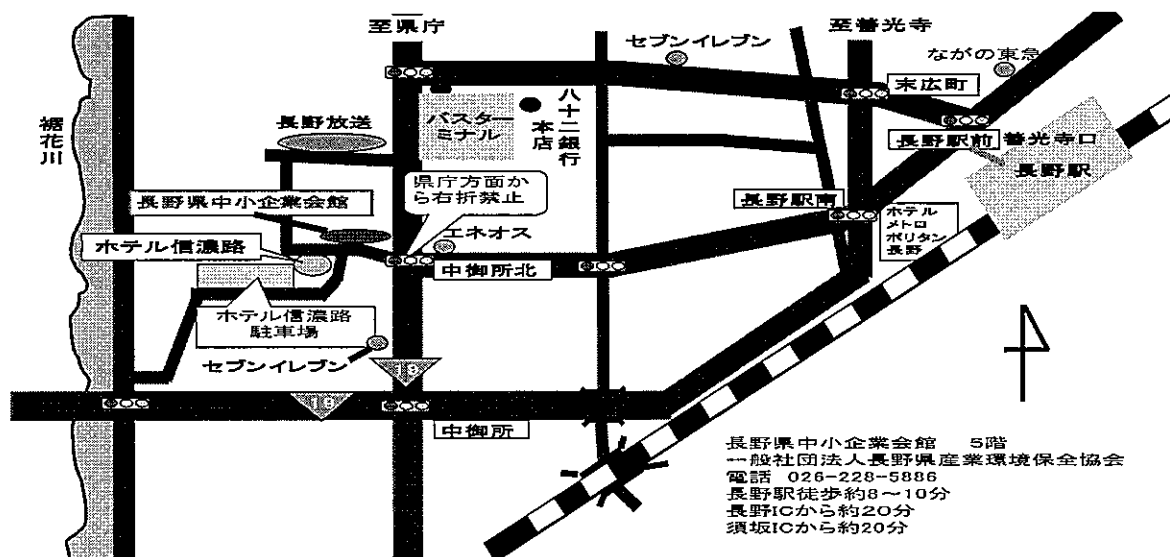 至県庁
至善光寺
セブンイレブン
ながの東急
末広町
裾花川
長野放送
バスター
ミナル
八十二銀行
本店
長野駅前
善光寺口
長野駅
県庁方面か
ら右折禁止
長野県中小企業会館
長野駅南
エネオス
ホテル
メトロ
ポリタン
長野
ホテル信濃路
中御所北
ホテル信濃路
駐車場
セブンイレブン
19
19
中御所
長野県中小企業会館 5階
一般社団法人長野県産業環境保全協会
電話 026-228-5886
長野駅徒歩約8~10分
長野ICから約20分
須坂ICから約20分